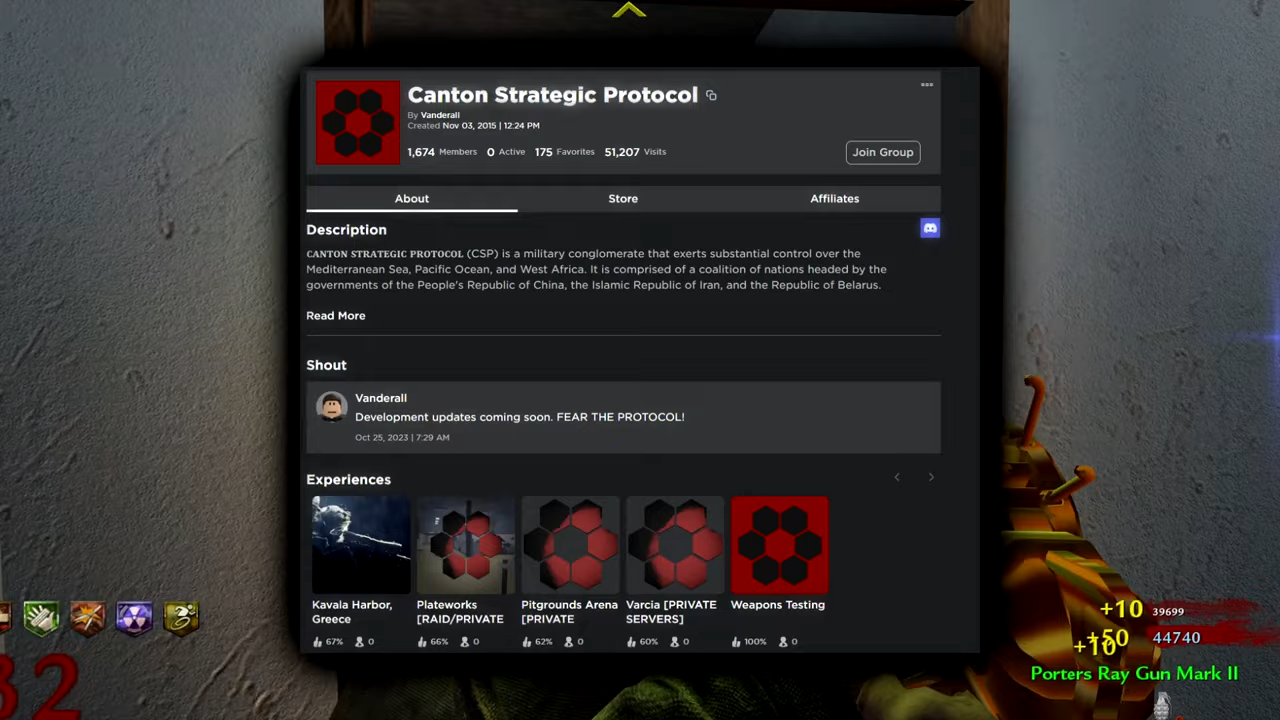 Canton Strategic Protocol
By Vanderall
Created Nov 03, 2015 | 12:24 PM
1,674 Members 0 Active 175 Favorites 51,207 Visits
Join Group
About Store Affiliates
Description
CANTON STRATEGIC PROTOCOL (CSP) is a military conglomerate that exerts substantial control over the
Mediterranean Sea, Pacific Ocean, and West Africa. It is comprised of a coalition of nations headed by the
governments of the People's Republic of China, the Islamic Republic of Iran, and the Republic of Belarus.
Read More
Shout
Vanderall
Development updates coming soon. FEAR THE PROTOCOL!
Oct 25, 2023 | 7:29 AM
Experiences
Kavala Harbor,
Greece
67% 0
Plateworks
[RAID/PRIVATE
66% 0
Pitgrounds Arena
[PRIVATE
62% 0
Varcia [PRIVATE
SERVERS]
60% 0
Weapons Testing
100% 0
+10 39699
+50 44740
+10
Porters Ray Gun Mark II
32